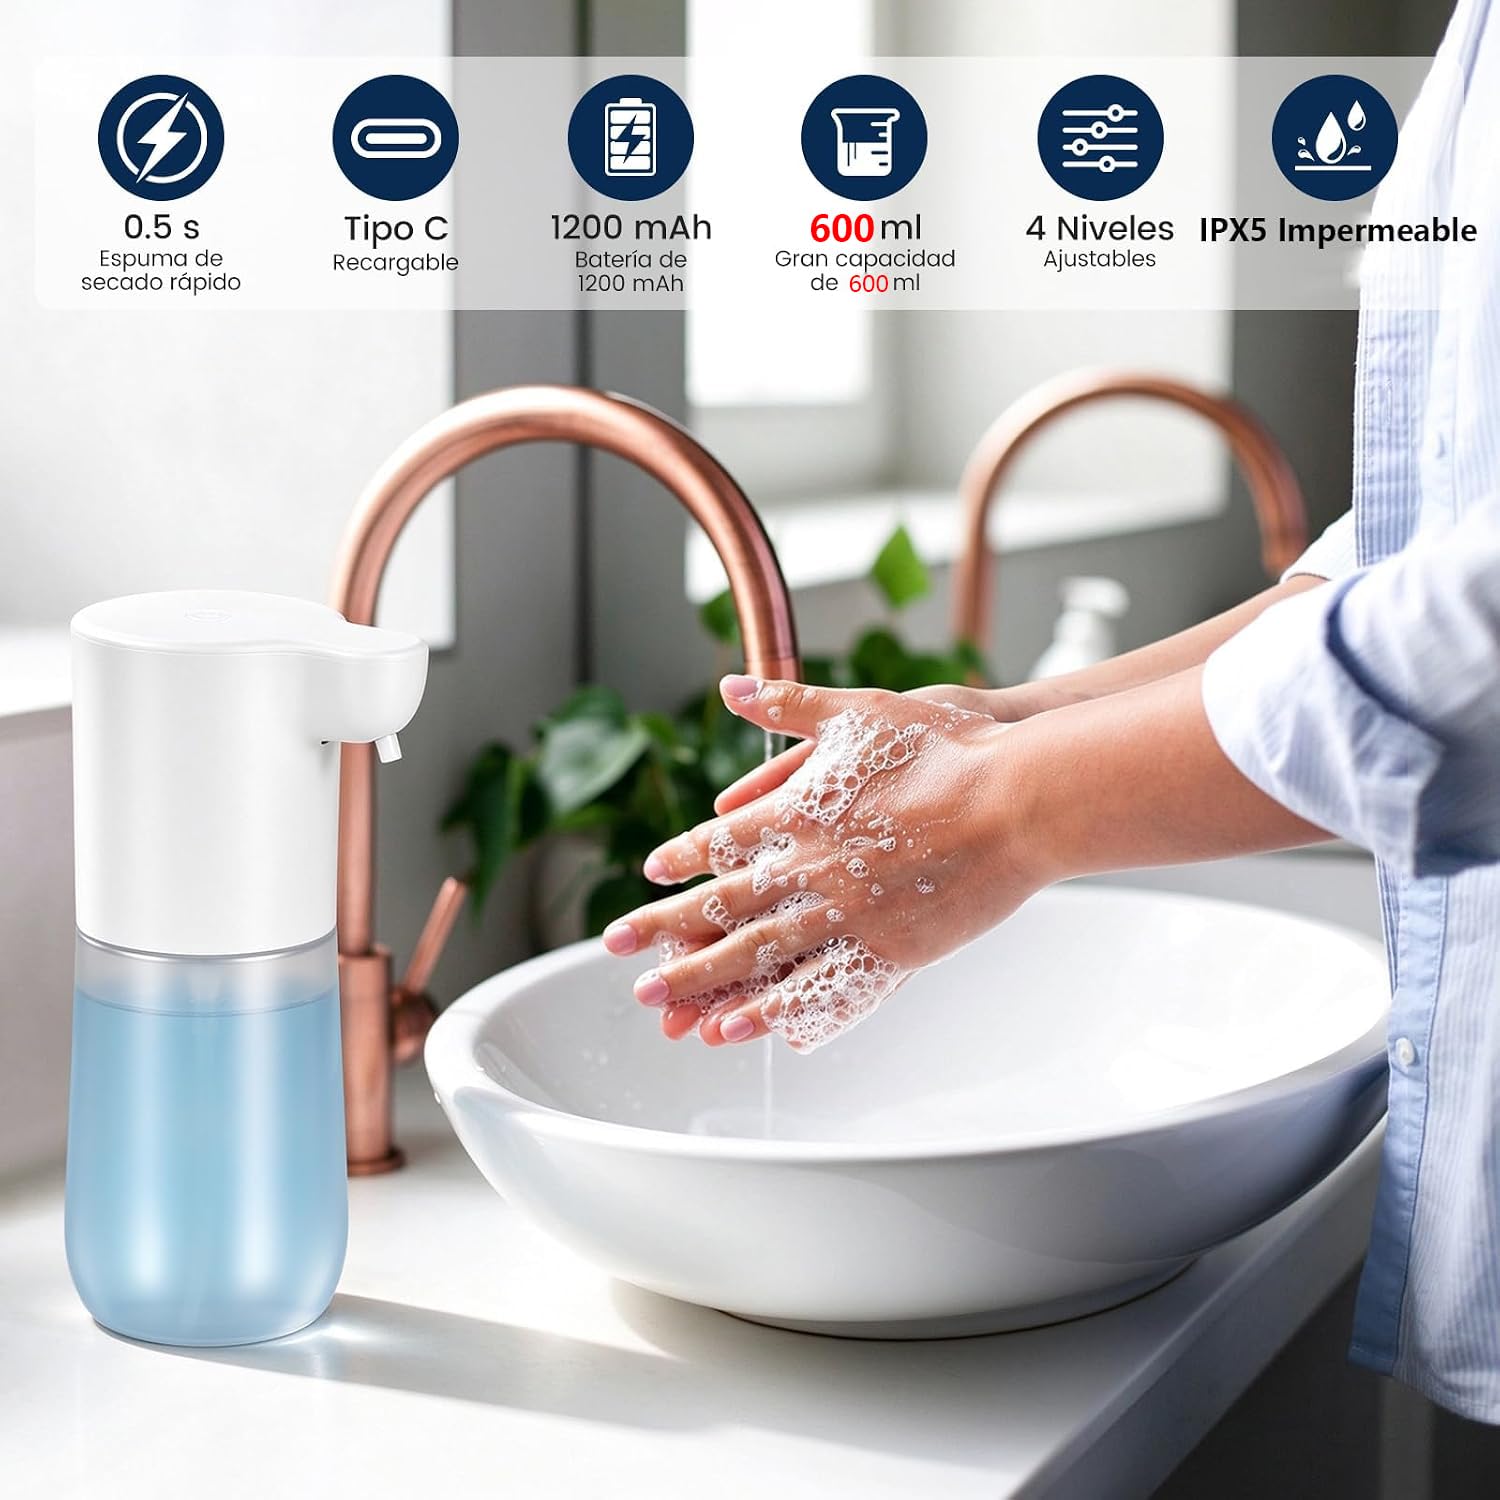 0.5 s
Espuma de
secado rápido
Tipo C
Recargable
1200 mAh
Batería de
1200 mAh
600 ml
Gran capacidad
de 600 ml
4 Niveles
Ajustables
IPX5 Impermeable